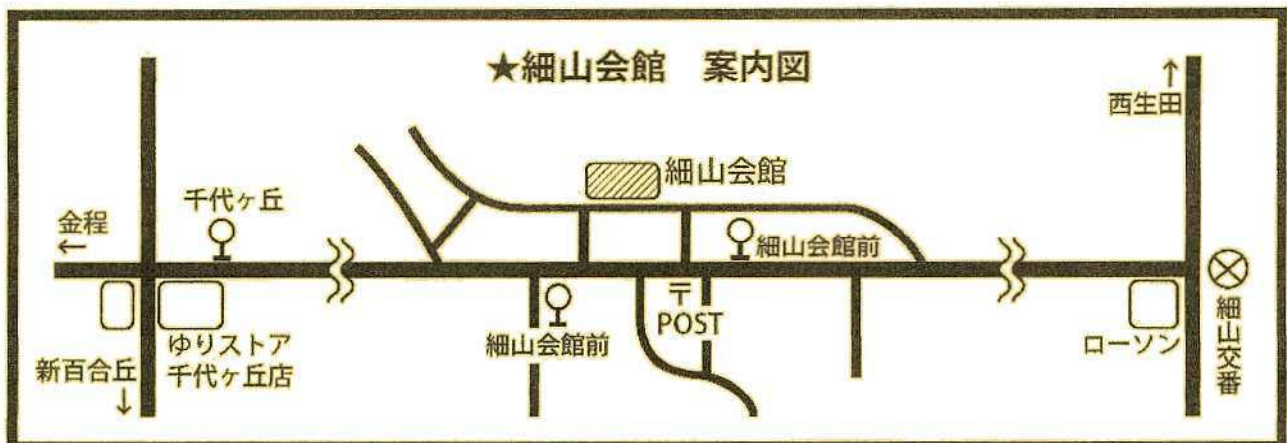 ★細山会館　案内図
↑
西生田
細山会館
千代ヶ丘
金程
←
細山会館前
〒
POST
細山会館前
ゆりストア
千代ヶ丘店
新百合丘
↓
ローソン
細山交番